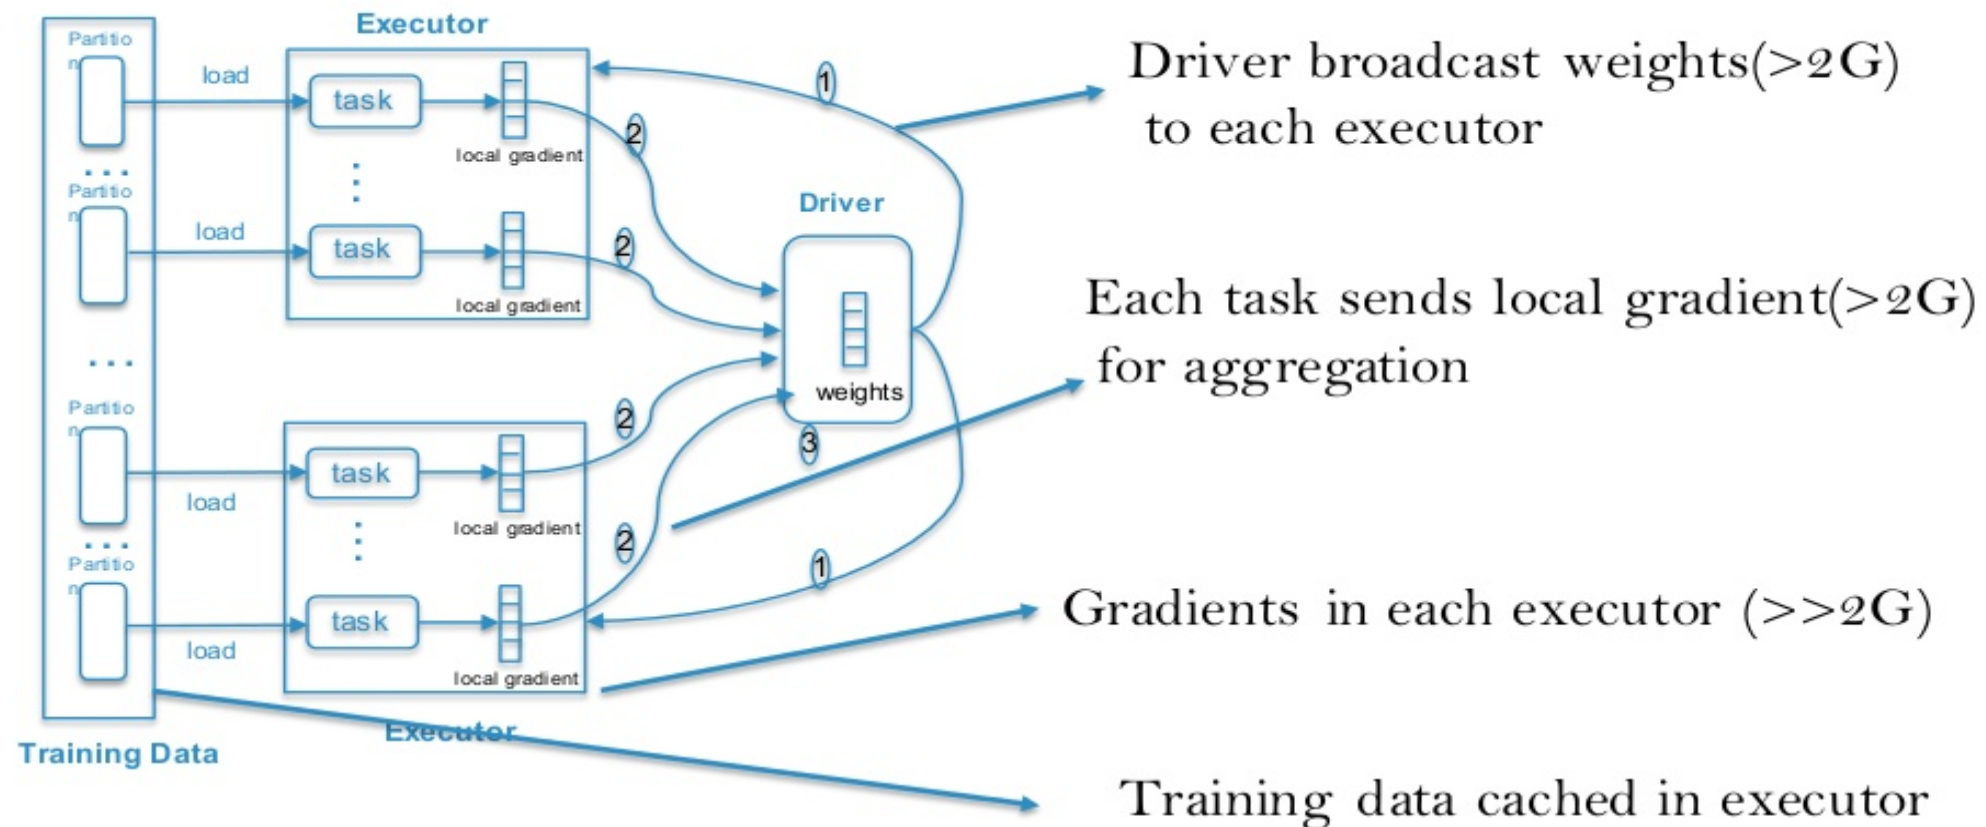 Executor
Partitio
n
load
task
local gradient
2
1
Driver broadcast weights(>2G)
to each executor
. . .
Partitio
n
load
task
local gradient
2
Driver
weights
3
Each task sends local gradient(>2G)
for aggregation
. . .
Partitio
n
load
task
local gradient
2
. . .
Partitio
n
load
task
local gradient
2
1
Gradients in each executor (>>2G)
Executor
Training Data
Training data cached in executor